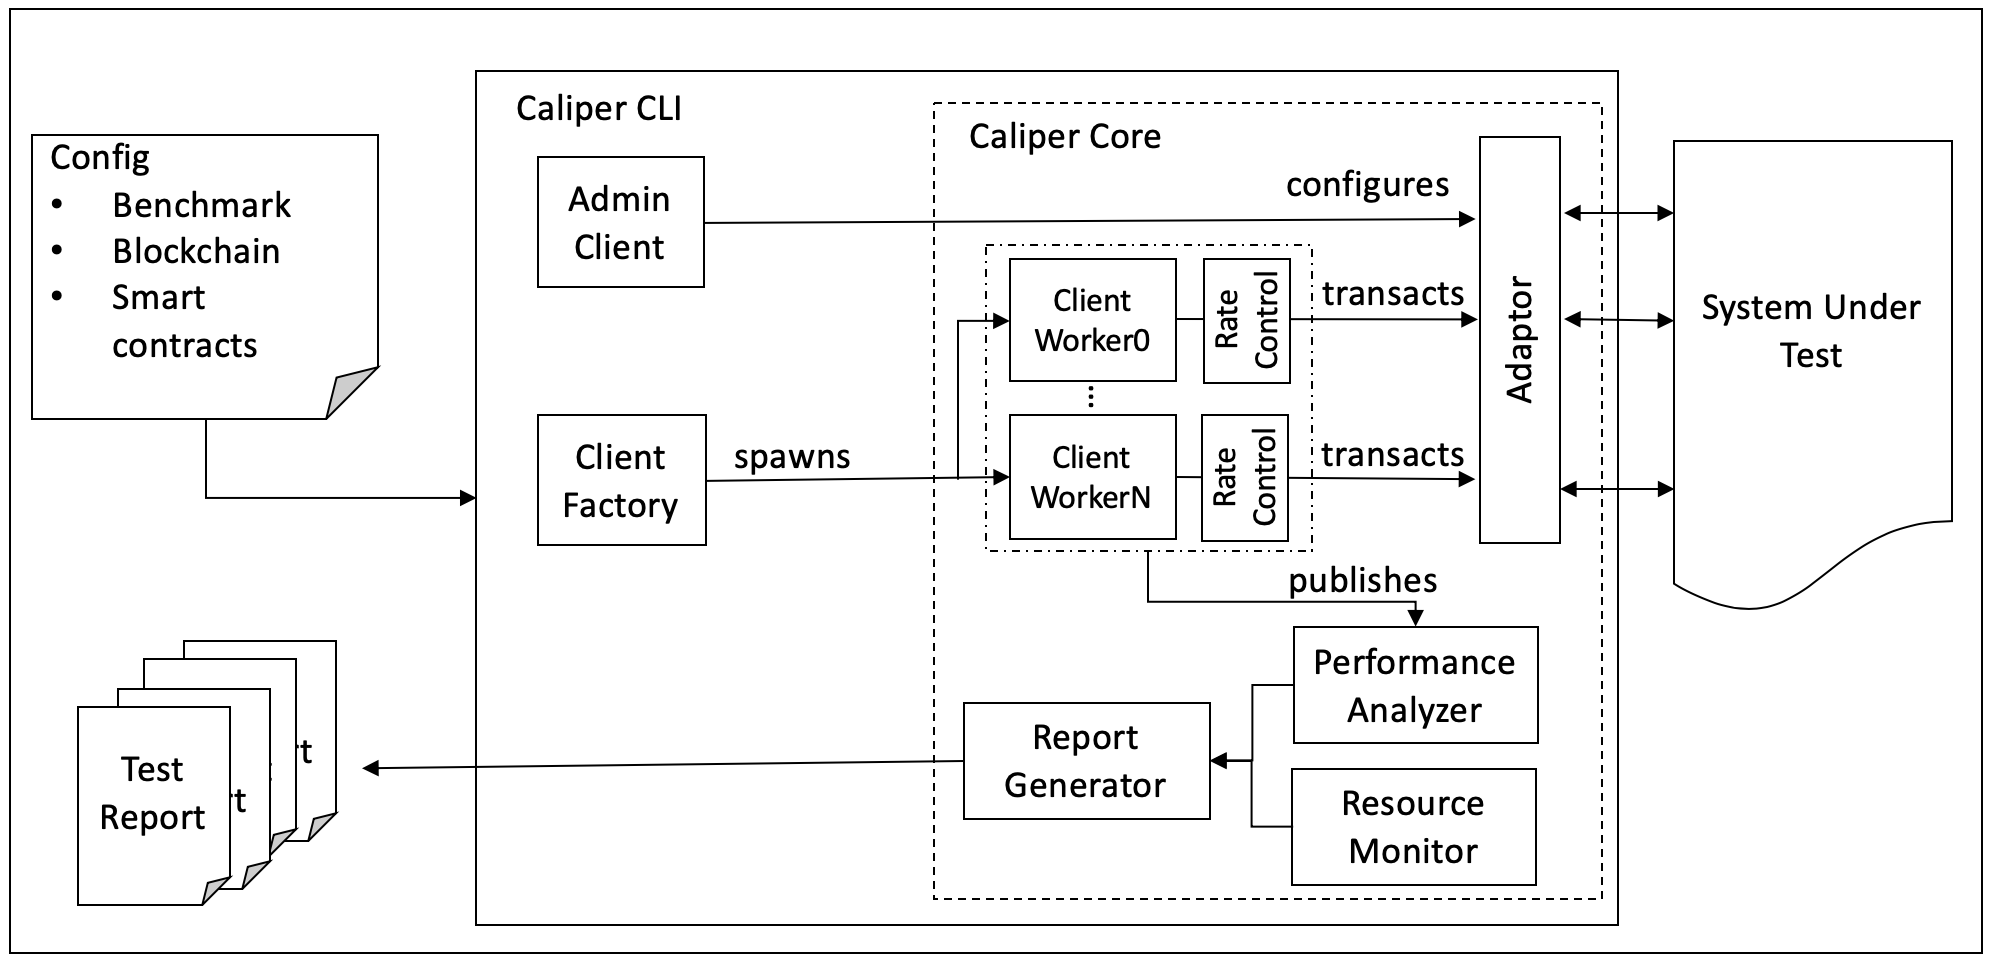 Caliper CLI
Caliper Core
Config
• Benchmark
• Blockchain
• Smart
contracts
Admin
Client
configures
Client
Worker0
Rate
Control
transacts
Adaptor
System Under
Test
Client
Factory
spawns
Client
WorkerN
Rate
Control
transacts
publishes
Performance
Analyzer
Report
Generator
Resource
Monitor
Test
Report
rt
rt